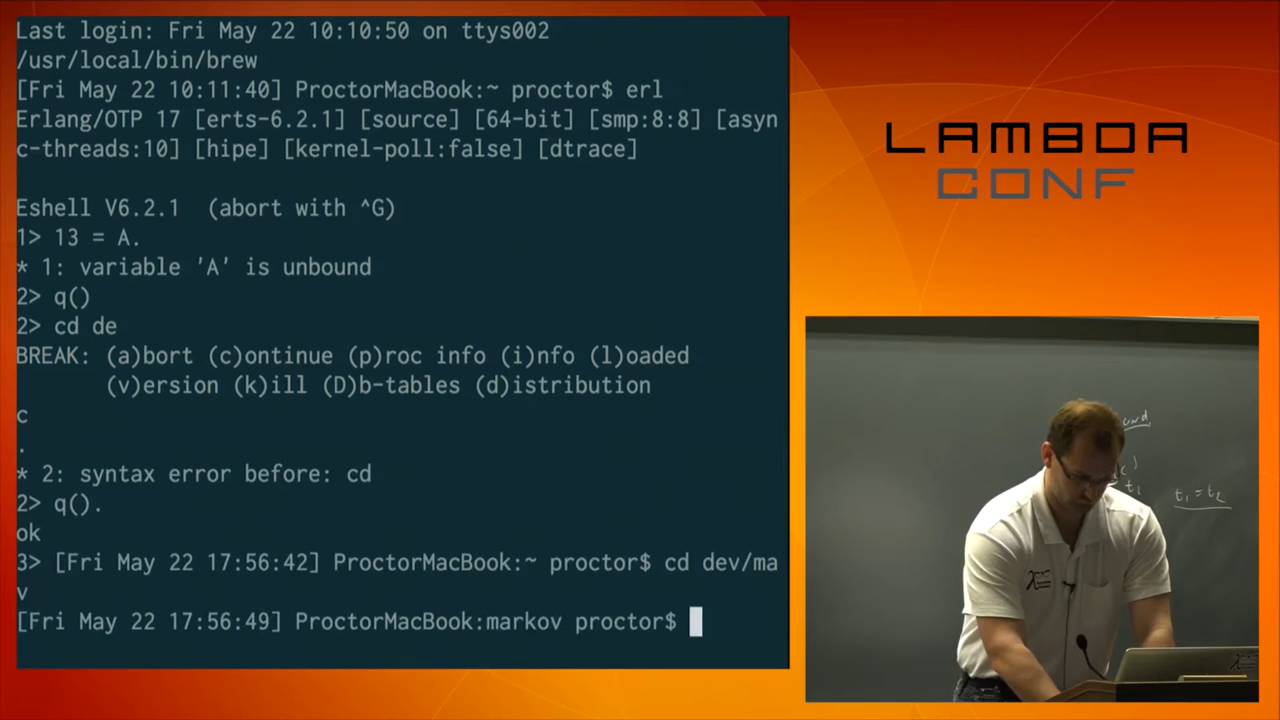 Last login: Fri May 22 10:10:50 on ttys002
/usr/local/bin/brew
[Fri May 22 10:11:40] ProctorMacBook:~ proctor$ erl
Erlang/OTP 17 [erts-6.2.1] [source] [64-bit] [smp:8:8] [asyn
c-threads:10] [hipe] [kernel-poll:false] [dtrace]
Eshell V6.2.1  (abort with ^G)
1> 13 = A.
* 1: variable 'A' is unbound
2> q()
2> cd de
BREAK: (a)bort (c)ontinue (p)roc info (i)nfo (l)oaded
       (v)ersion (k)ill (D)b-tables (d)istribution
c
.
* 2: syntax error before: cd
2> q().
ok
3> [Fri May 22 17:56:42] ProctorMacBook:~ proctor$ cd dev/ma
v
[Fri May 22 17:56:49] ProctorMacBook:markov proctor$
LAMBDA
CONF
t₁
t₁ = t₂